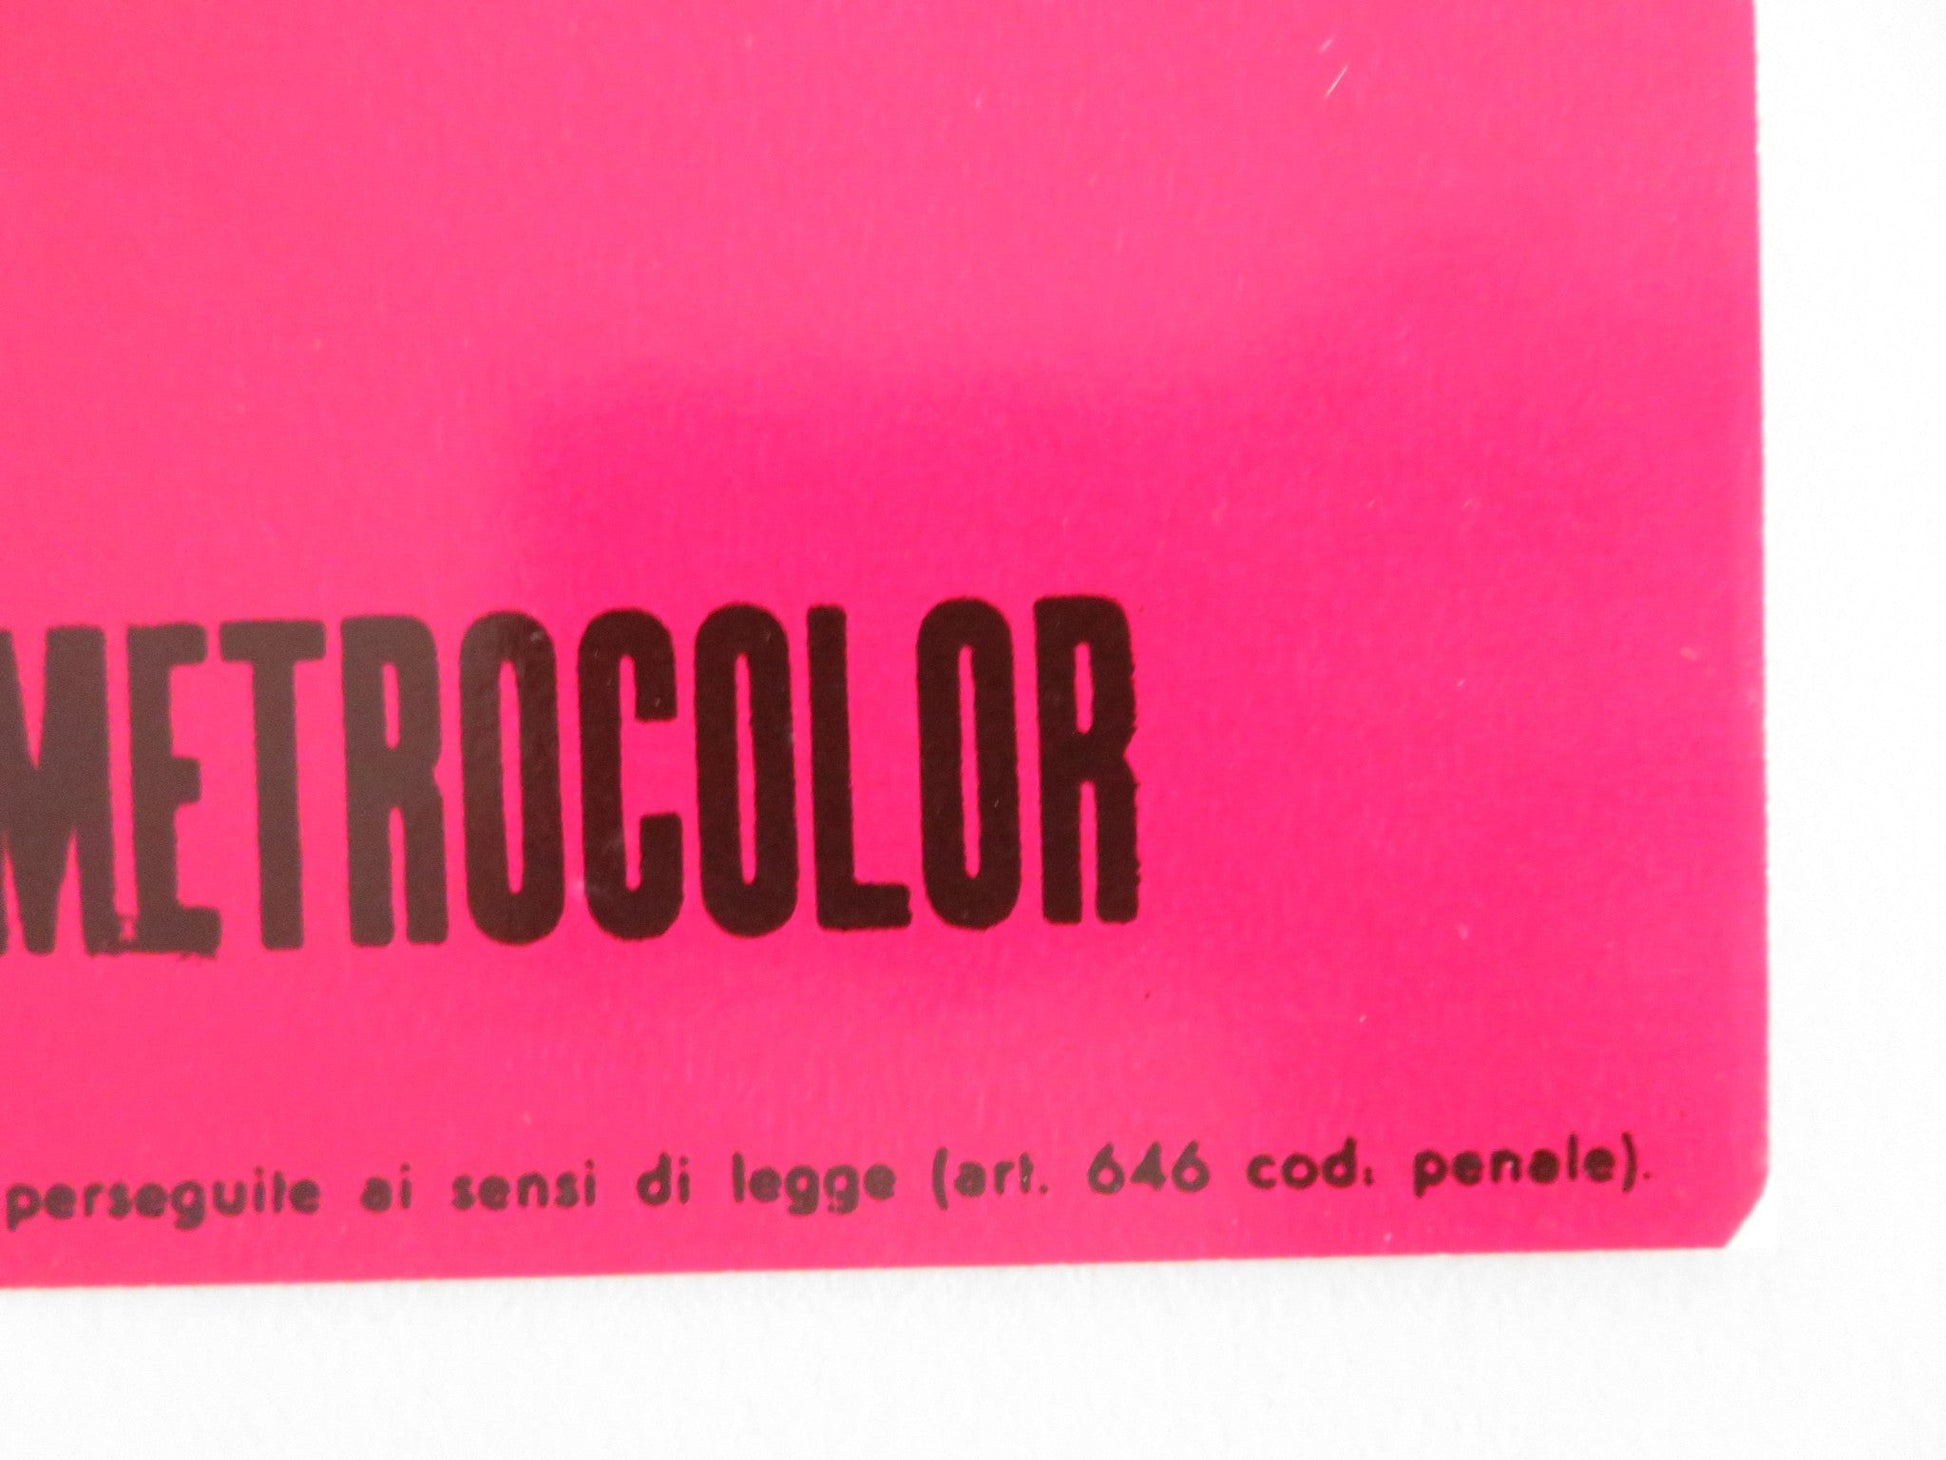 METROCOLOR
perseguite ai sensi di legge (art. 646 cod. penale).